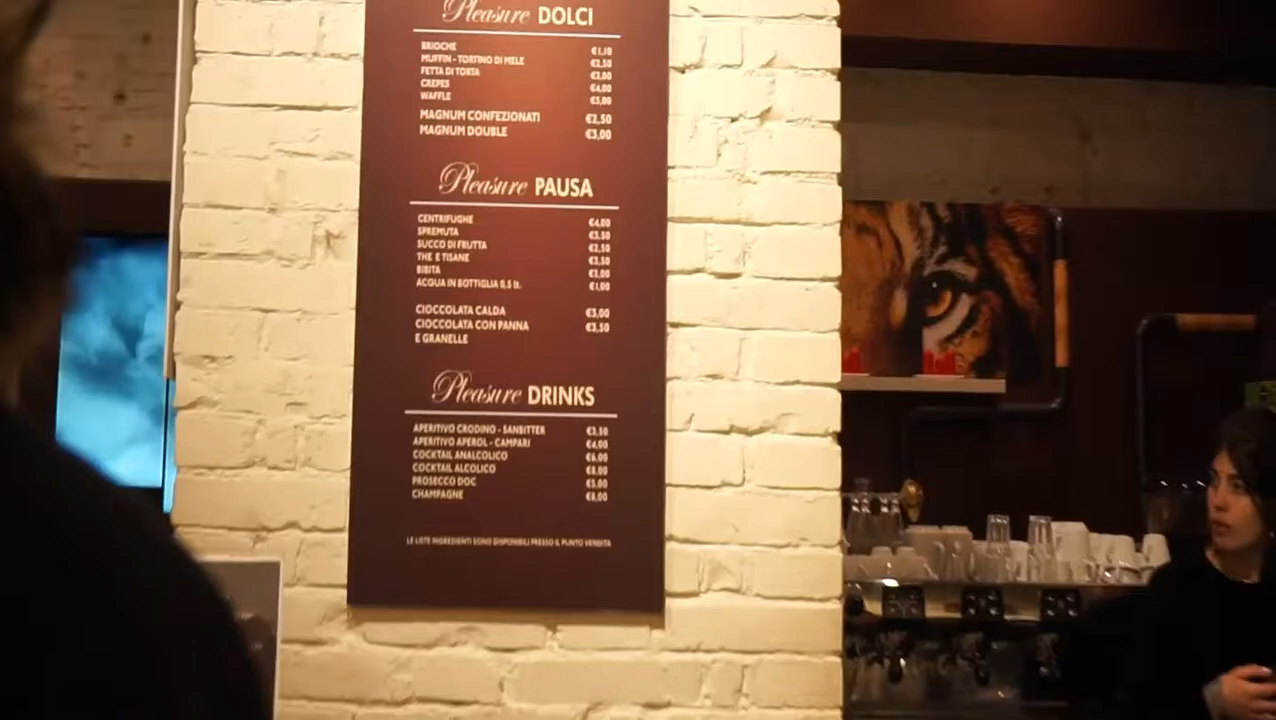 Pleasure DOLCI
BRIOCHE €1,10
MUFFIN - TORTINO DI MELE €2,50
FETTA DI TORTA €3,00
CREPES €4,00
WAFFLE €5,00
MAGNUM CONFEZIONATI €2,50
MAGNUM DOUBLE €3,00
Pleasure PAUSA
CENTRIFUGHE €4,00
SPREMUTA €3,50
SUCCO DI FRUTTA €2,50
THE E TISANE €2,50
BIBITA €3,00
ACQUA IN BOTTIGLIA 0,5 lt. €1,00
CIOCCOLATA CALDA €3,00
CIOCCOLATA CON PANNA €3,50
E GRANELLE
Pleasure DRINKS
APERITIVO CRODINO - SANBITTER €3,50
APERITIVO APEROL - CAMPARI €4,00
COCKTAIL ANALCOLICO €6,00
COCKTAIL ALCOLICO €8,00
PROSECCO DOC €5,00
CHAMPAGNE €8,00
LE LISTE INGREDIENTI SONO DISPONIBILI PRESSO IL PUNTO VENDITA